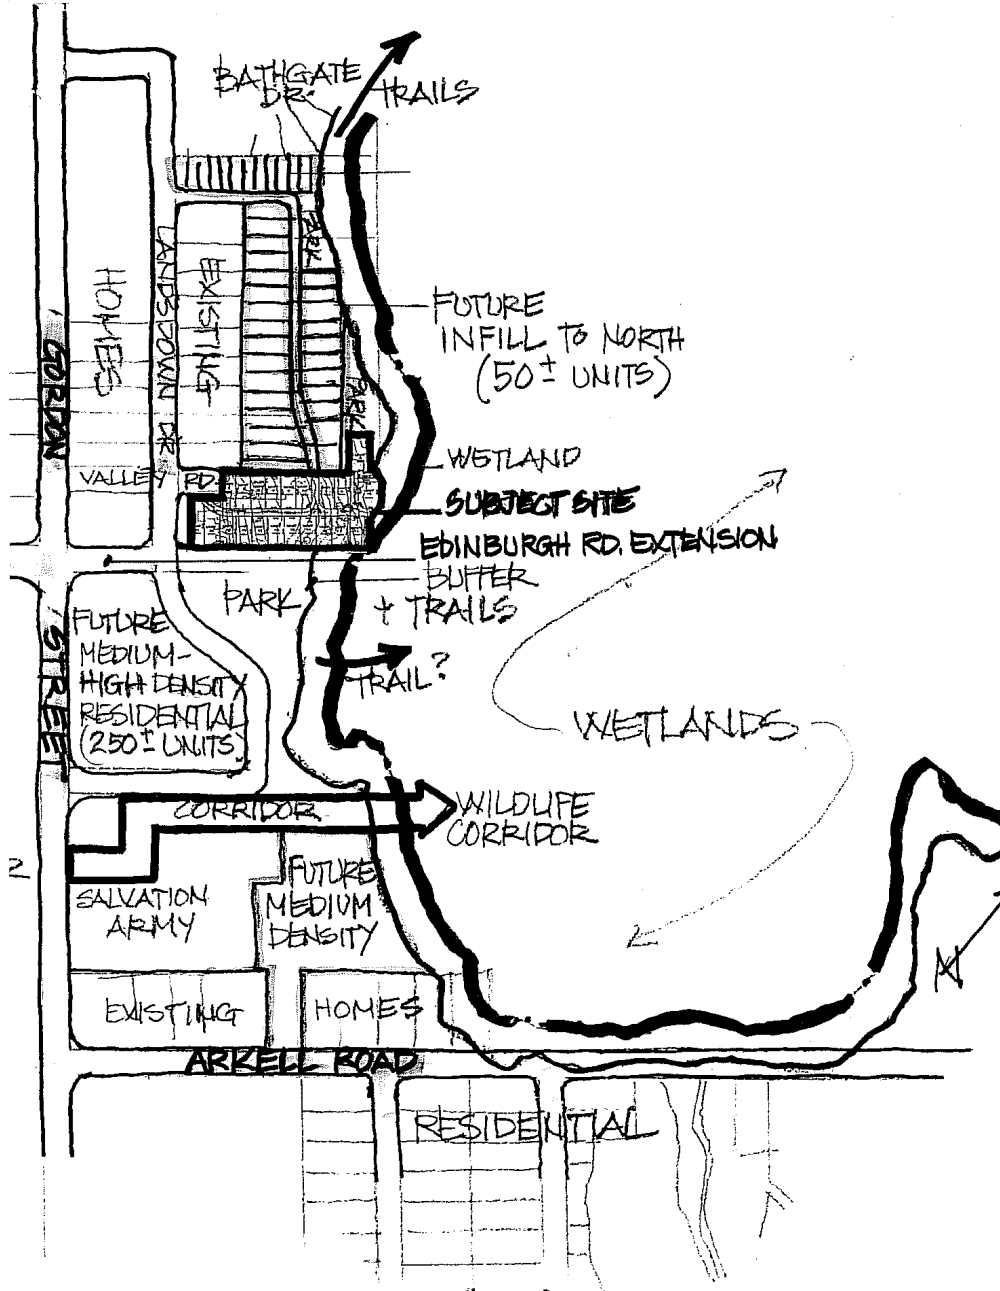 BATHGATE
DR.
TRAILS
PARK
LANDSDOWN DR
EXISTING
HOMES
FUTURE
INFILL TO NORTH
(50± UNITS)
GORDON
PARK
WETLAND
VALLEY RD.
SUBJECT SITE
EDINBURGH RD. EXTENSION
BUFFER
+ TRAILS
PARK
FUTURE
MEDIUM-
HIGH DENSITY
RESIDENTIAL
(250± UNITS)
STREET
TRAIL?
WETLANDS
CORRIDOR
WILDLIFE
CORRIDOR
2
SALVATION
ARMY
FUTURE
MEDIUM
DENSITY
N
EXISTING
HOMES
ARKELL ROAD
RESIDENTIAL